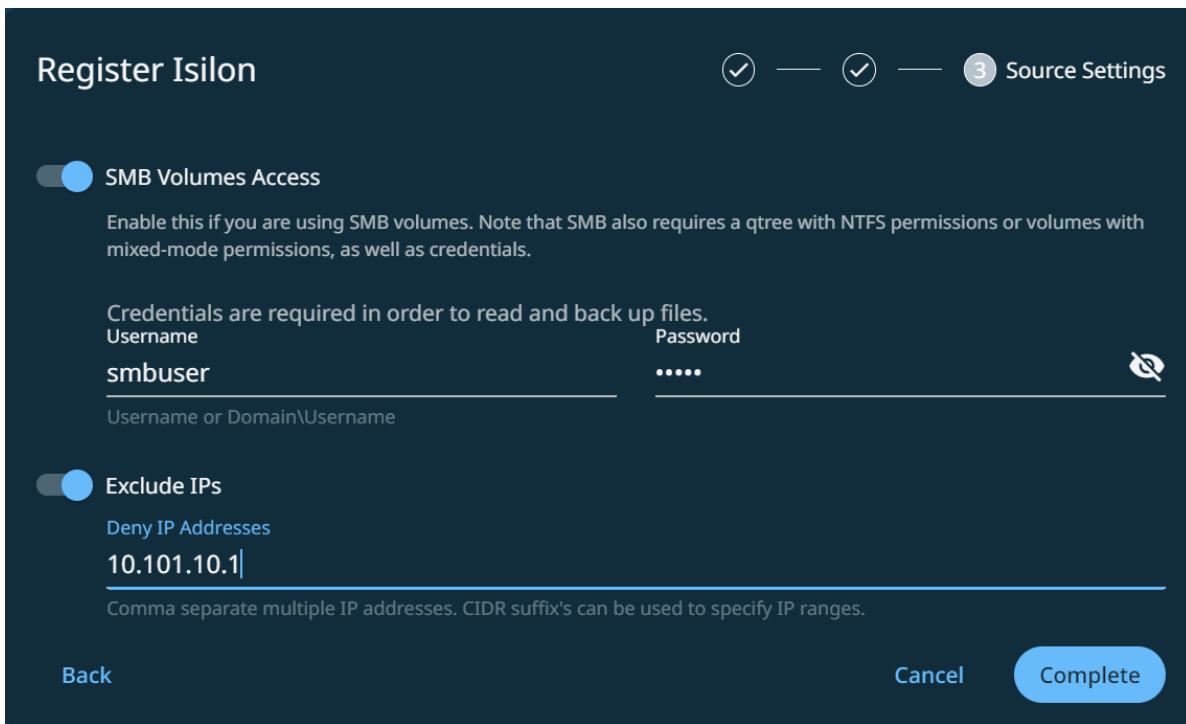 Register Isilon
3 Source Settings
SMB Volumes Access
Enable this if you are using SMB volumes. Note that SMB also requires a qtree with NTFS permissions or volumes with
mixed-mode permissions, as well as credentials.
Credentials are required in order to read and back up files.
Username Password
smbuser •••••
Username or Domain\Username
Exclude IPs
Deny IP Addresses
10.101.10.1
Comma separate multiple IP addresses. CIDR suffix's can be used to specify IP ranges.
Back Cancel Complete